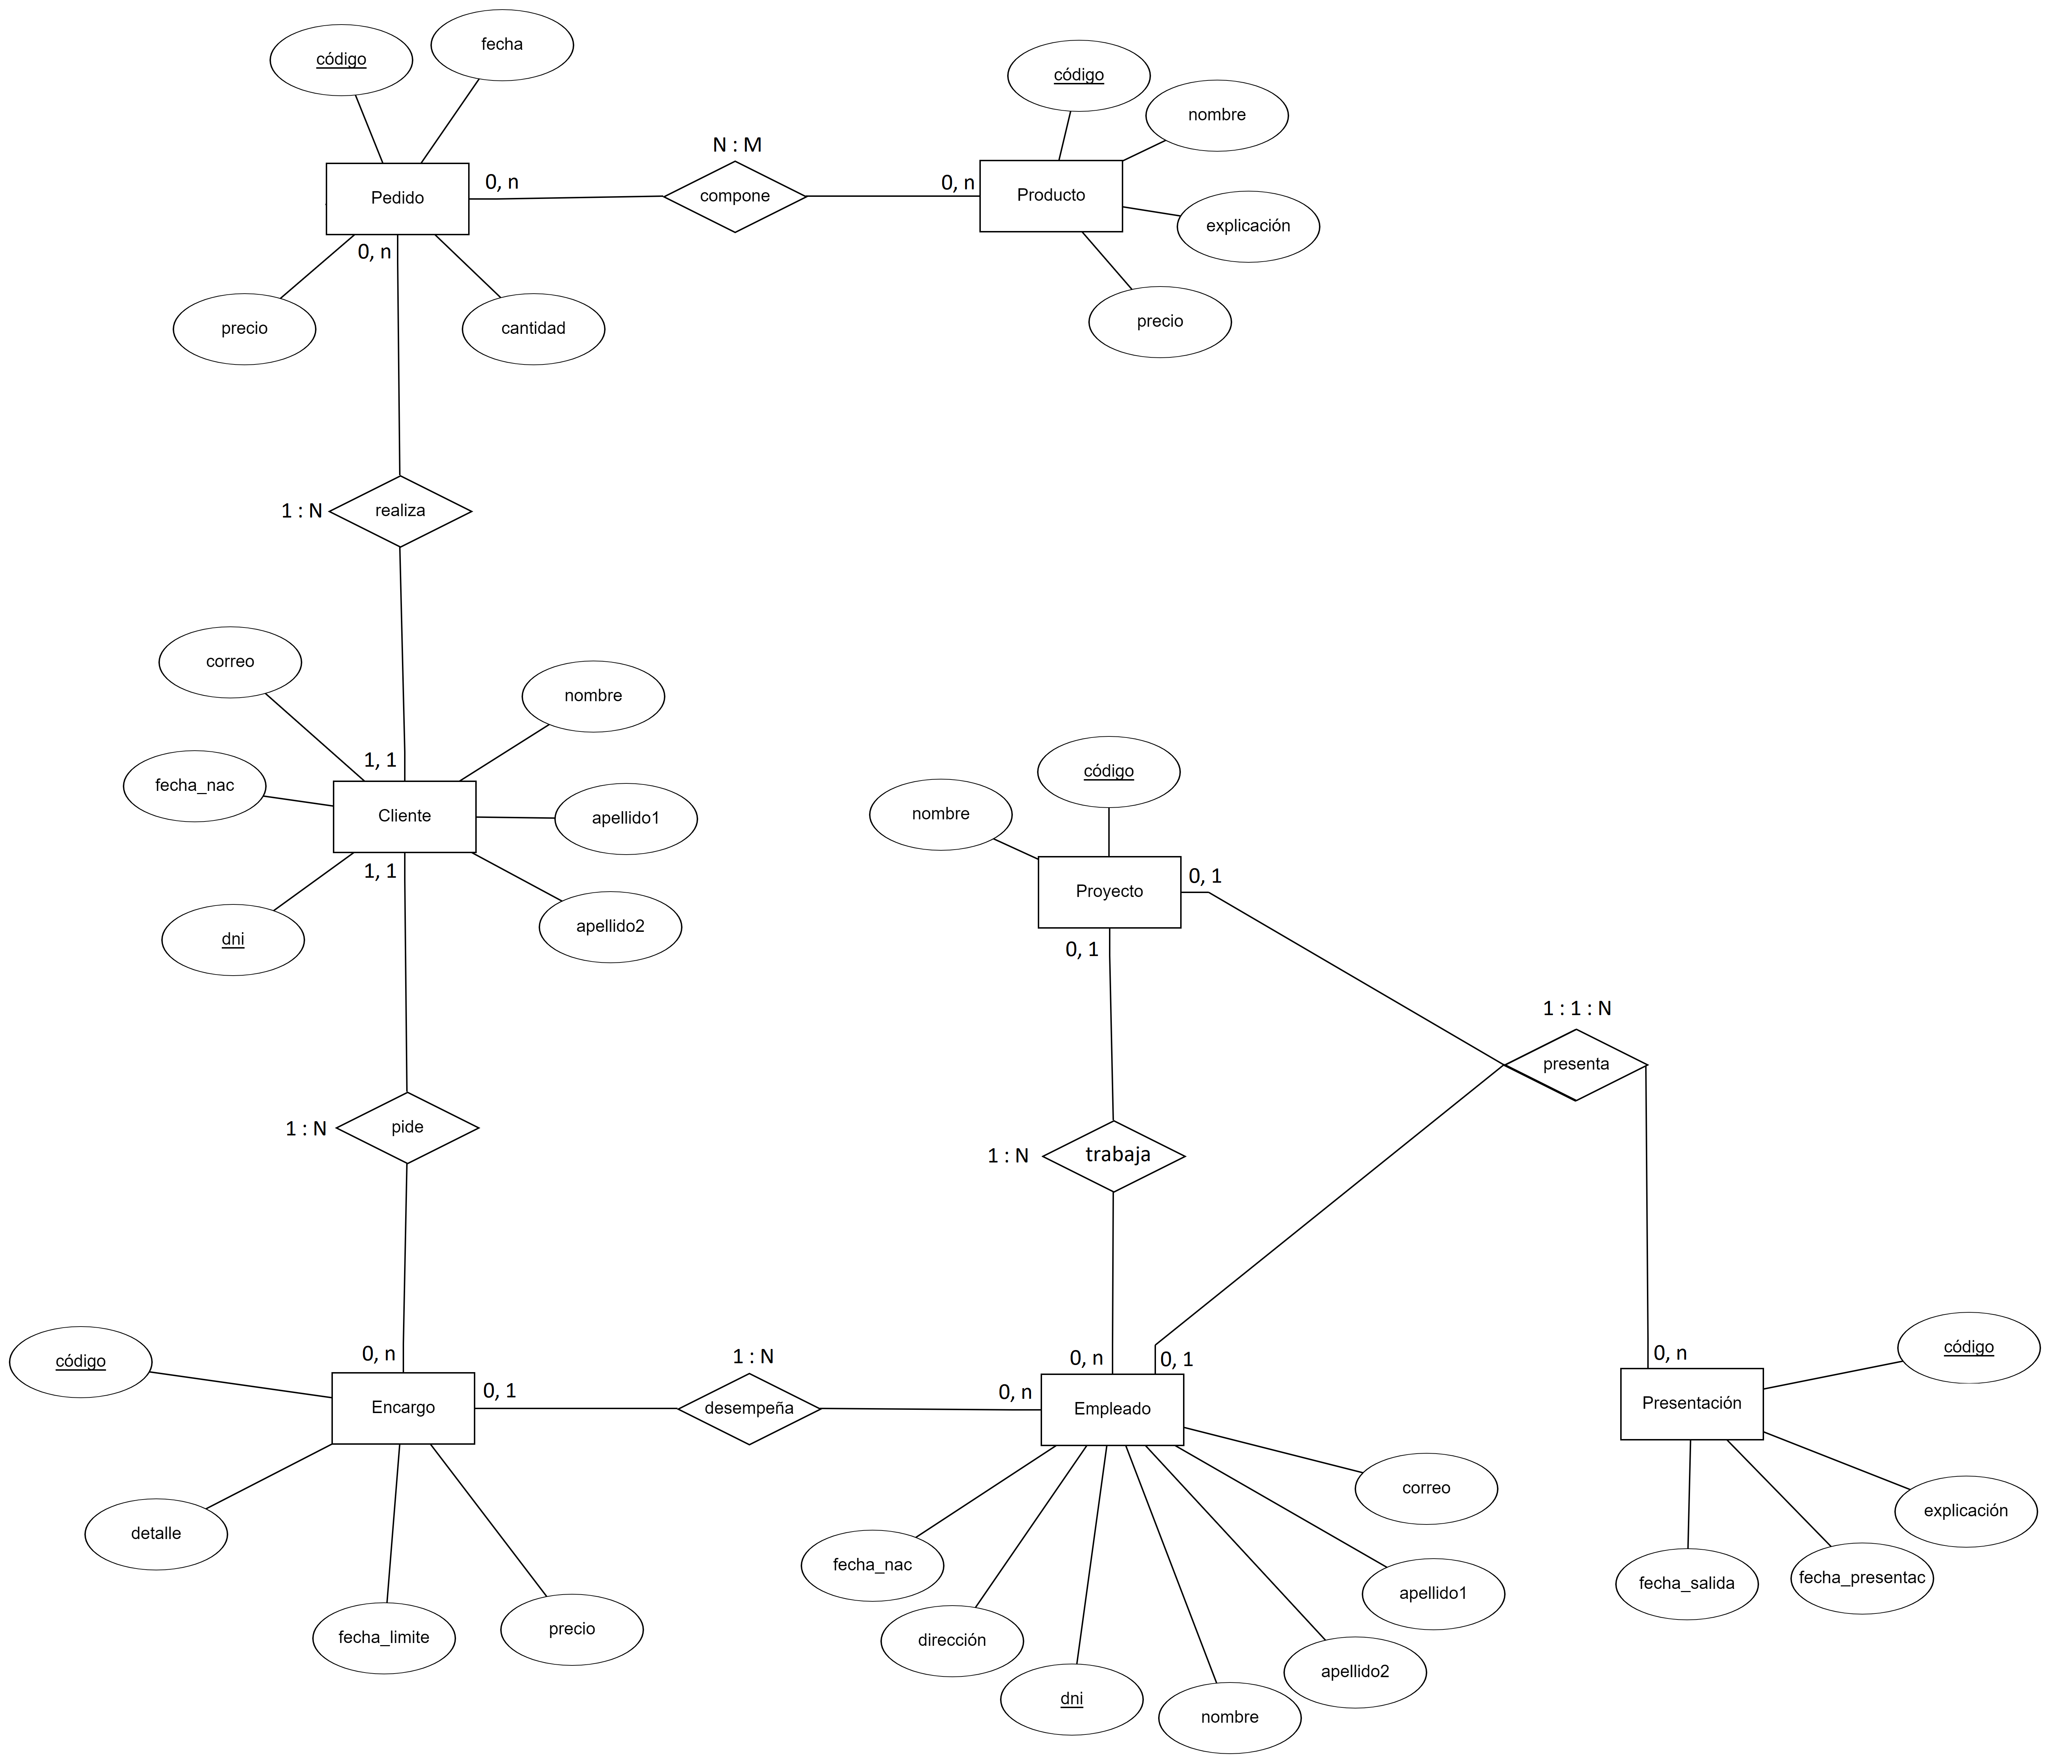 código
fecha
código
nombre
N : M
0, n
compone
0, n
Pedido
Producto
explicación
0, n
precio
cantidad
precio
1 : N
realiza
correo
nombre
1, 1
fecha_nac
Cliente
apellido1
1, 1
dni
apellido2
código
nombre
Proyecto
0, 1
0, 1
1 : 1 : N
presenta
1 : N
pide
1 : N
trabaja
código
0, n
0, 1
1 : N
desempeña
0, n
0, n
0, 1
0, n
código
Encargo
Empleado
Presentación
detalle
fecha_limite
precio
correo
explicación
fecha_nac
apellido1
fecha_salida
fecha_presentac
dirección
apellido2
dni
nombre